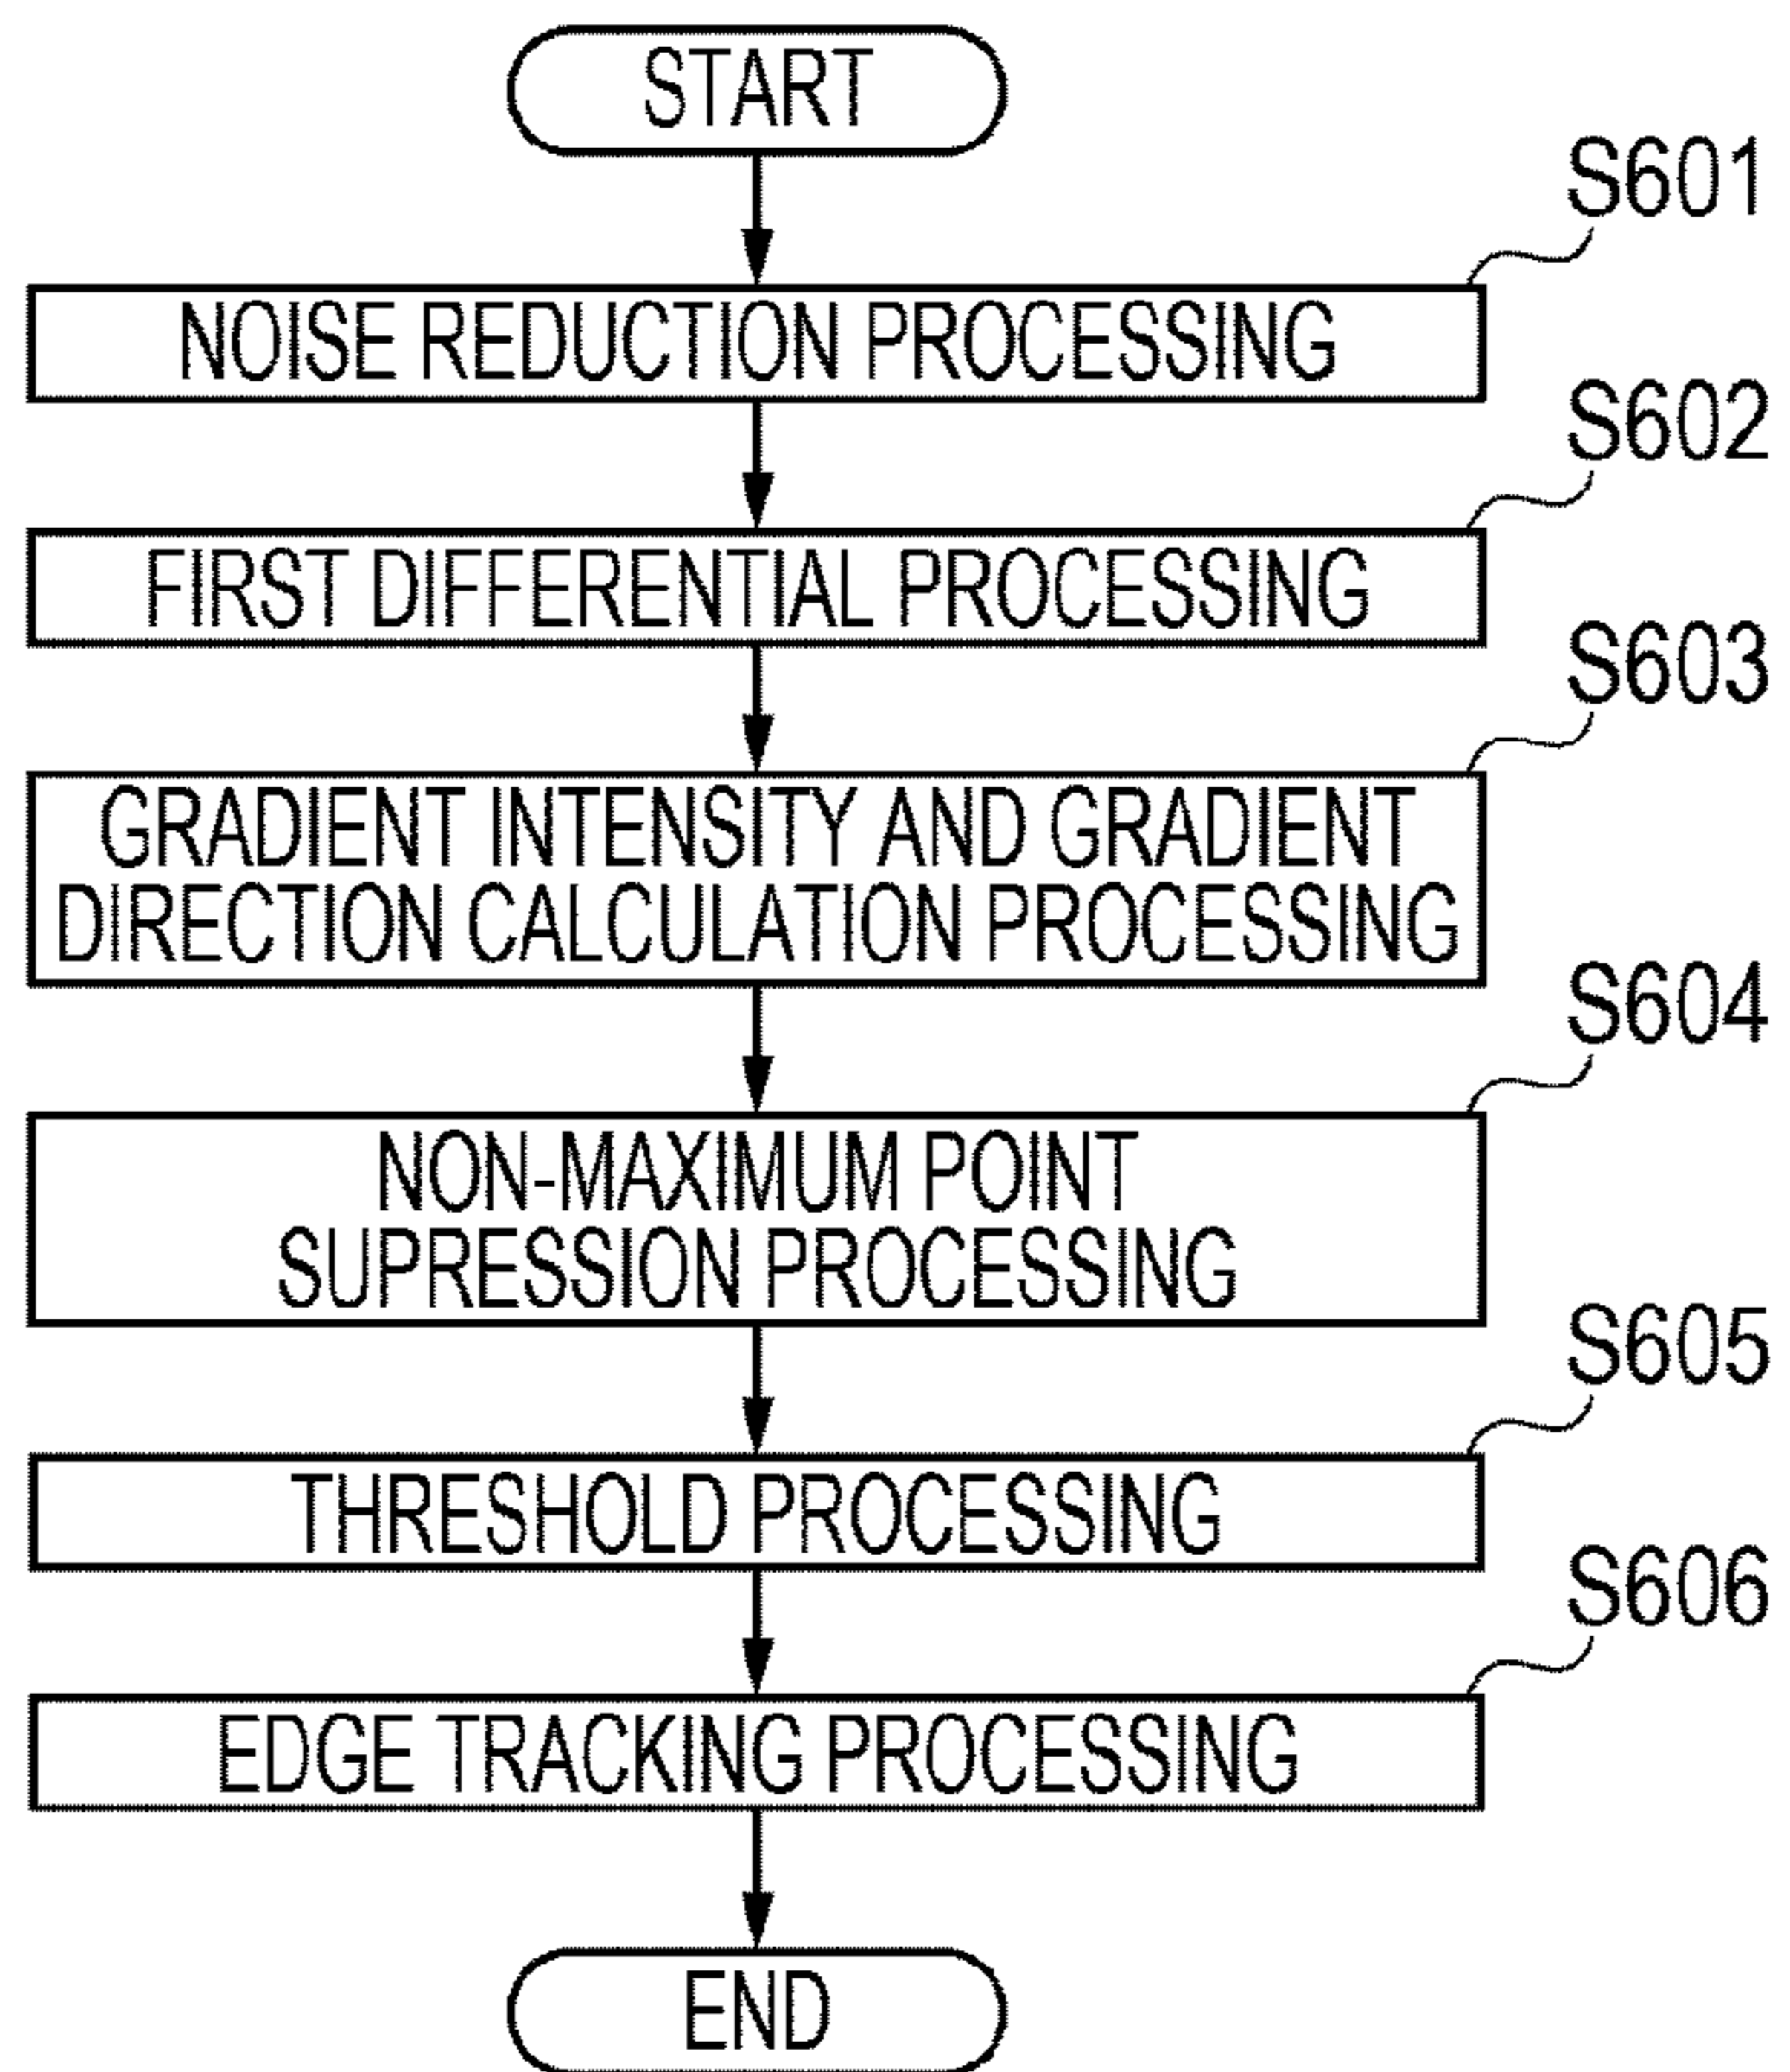 START
S601
NOISE REDUCTION PROCESSING
S602
FIRST DIFFERENTIAL PROCESSING
S603
GRADIENT INTENSITY AND GRADIENT
DIRECTION CALCULATION PROCESSING
S604
NON-MAXIMUM POINT
SUPRESSION PROCESSING
S605
THRESHOLD PROCESSING
S606
EDGE TRACKING PROCESSING
END